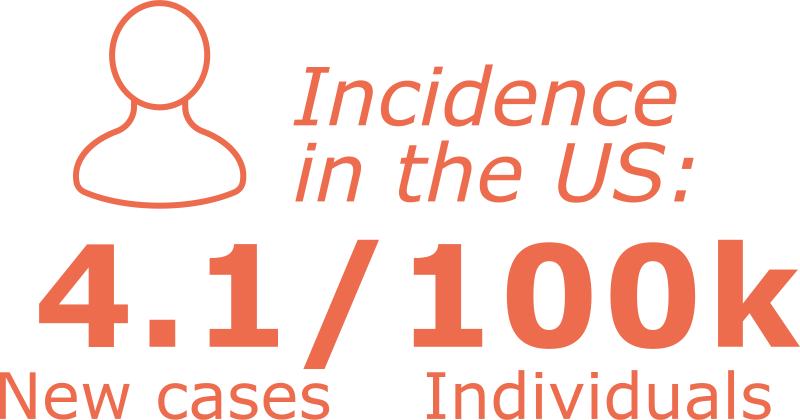 Incidence
in the US:
4.1/100k
New cases Individuals